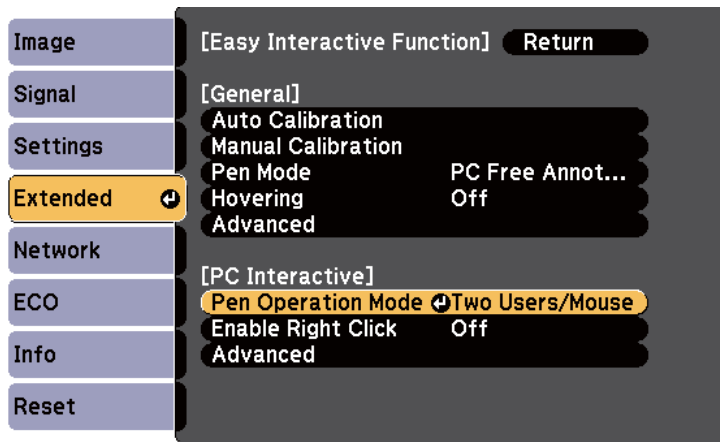 Image
Signal
Settings
Extended
Network
ECO
Info
Reset
[Easy Interactive Function] Return
[General]
Auto Calibration
Manual Calibration
Pen Mode PC Free Annot...
Hovering Off
Advanced
[PC Interactive]
Pen Operation Mode Two Users/Mouse
Enable Right Click Off
Advanced